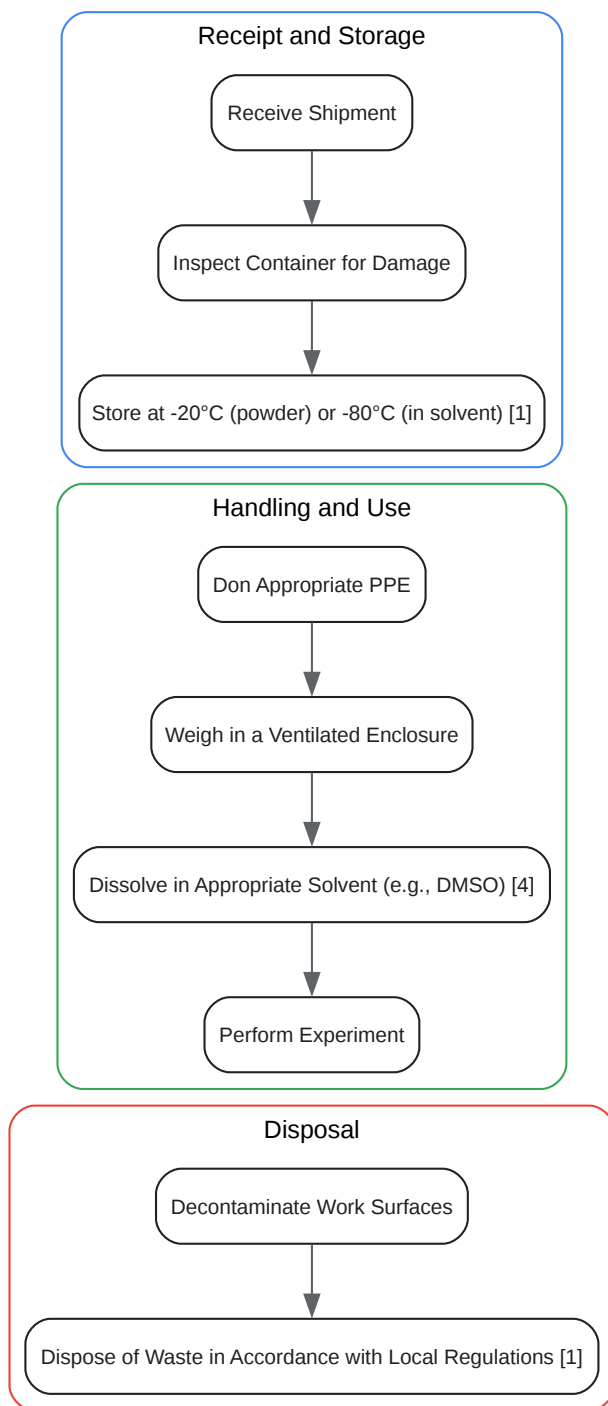 Receipt and Storage
Receive Shipment
Inspect Container for Damage
Store at -20°C (powder) or -80°C (in solvent) [1]
Handling and Use
Don Appropriate PPE
Weigh in a Ventilated Enclosure
Dissolve in Appropriate Solvent (e.g., DMSO) [4]
Perform Experiment
Disposal
Decontaminate Work Surfaces
Dispose of Waste in Accordance with Local Regulations [1]